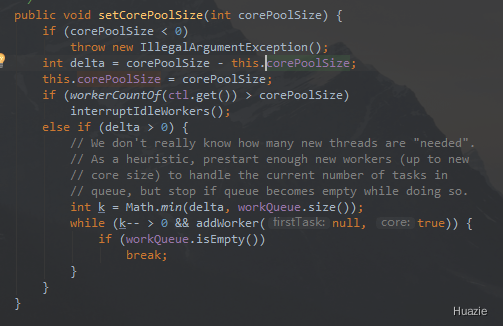 */
public void setCorePoolSize(int corePoolSize) {
if (corePoolSize < 0)
throw new IllegalArgumentException();
int delta = corePoolSize - this.corePoolSize;
this.corePoolSize = corePoolSize;
if (workerCountOf(ctl.get()) > corePoolSize)
interruptIdleWorkers();
else if (delta > 0) {
// We don't really know how many new threads are "needed".
// As a heuristic, prestart enough new workers (up to new
// core size) to handle the current number of tasks in
// queue, but stop if queue becomes empty while doing so.
int k = Math.min(delta, workQueue.size());
while (k-- > 0 && addWorker( firstTask: null, core: true)) {
if (workQueue.isEmpty())
break;
}
}
}
Huazie